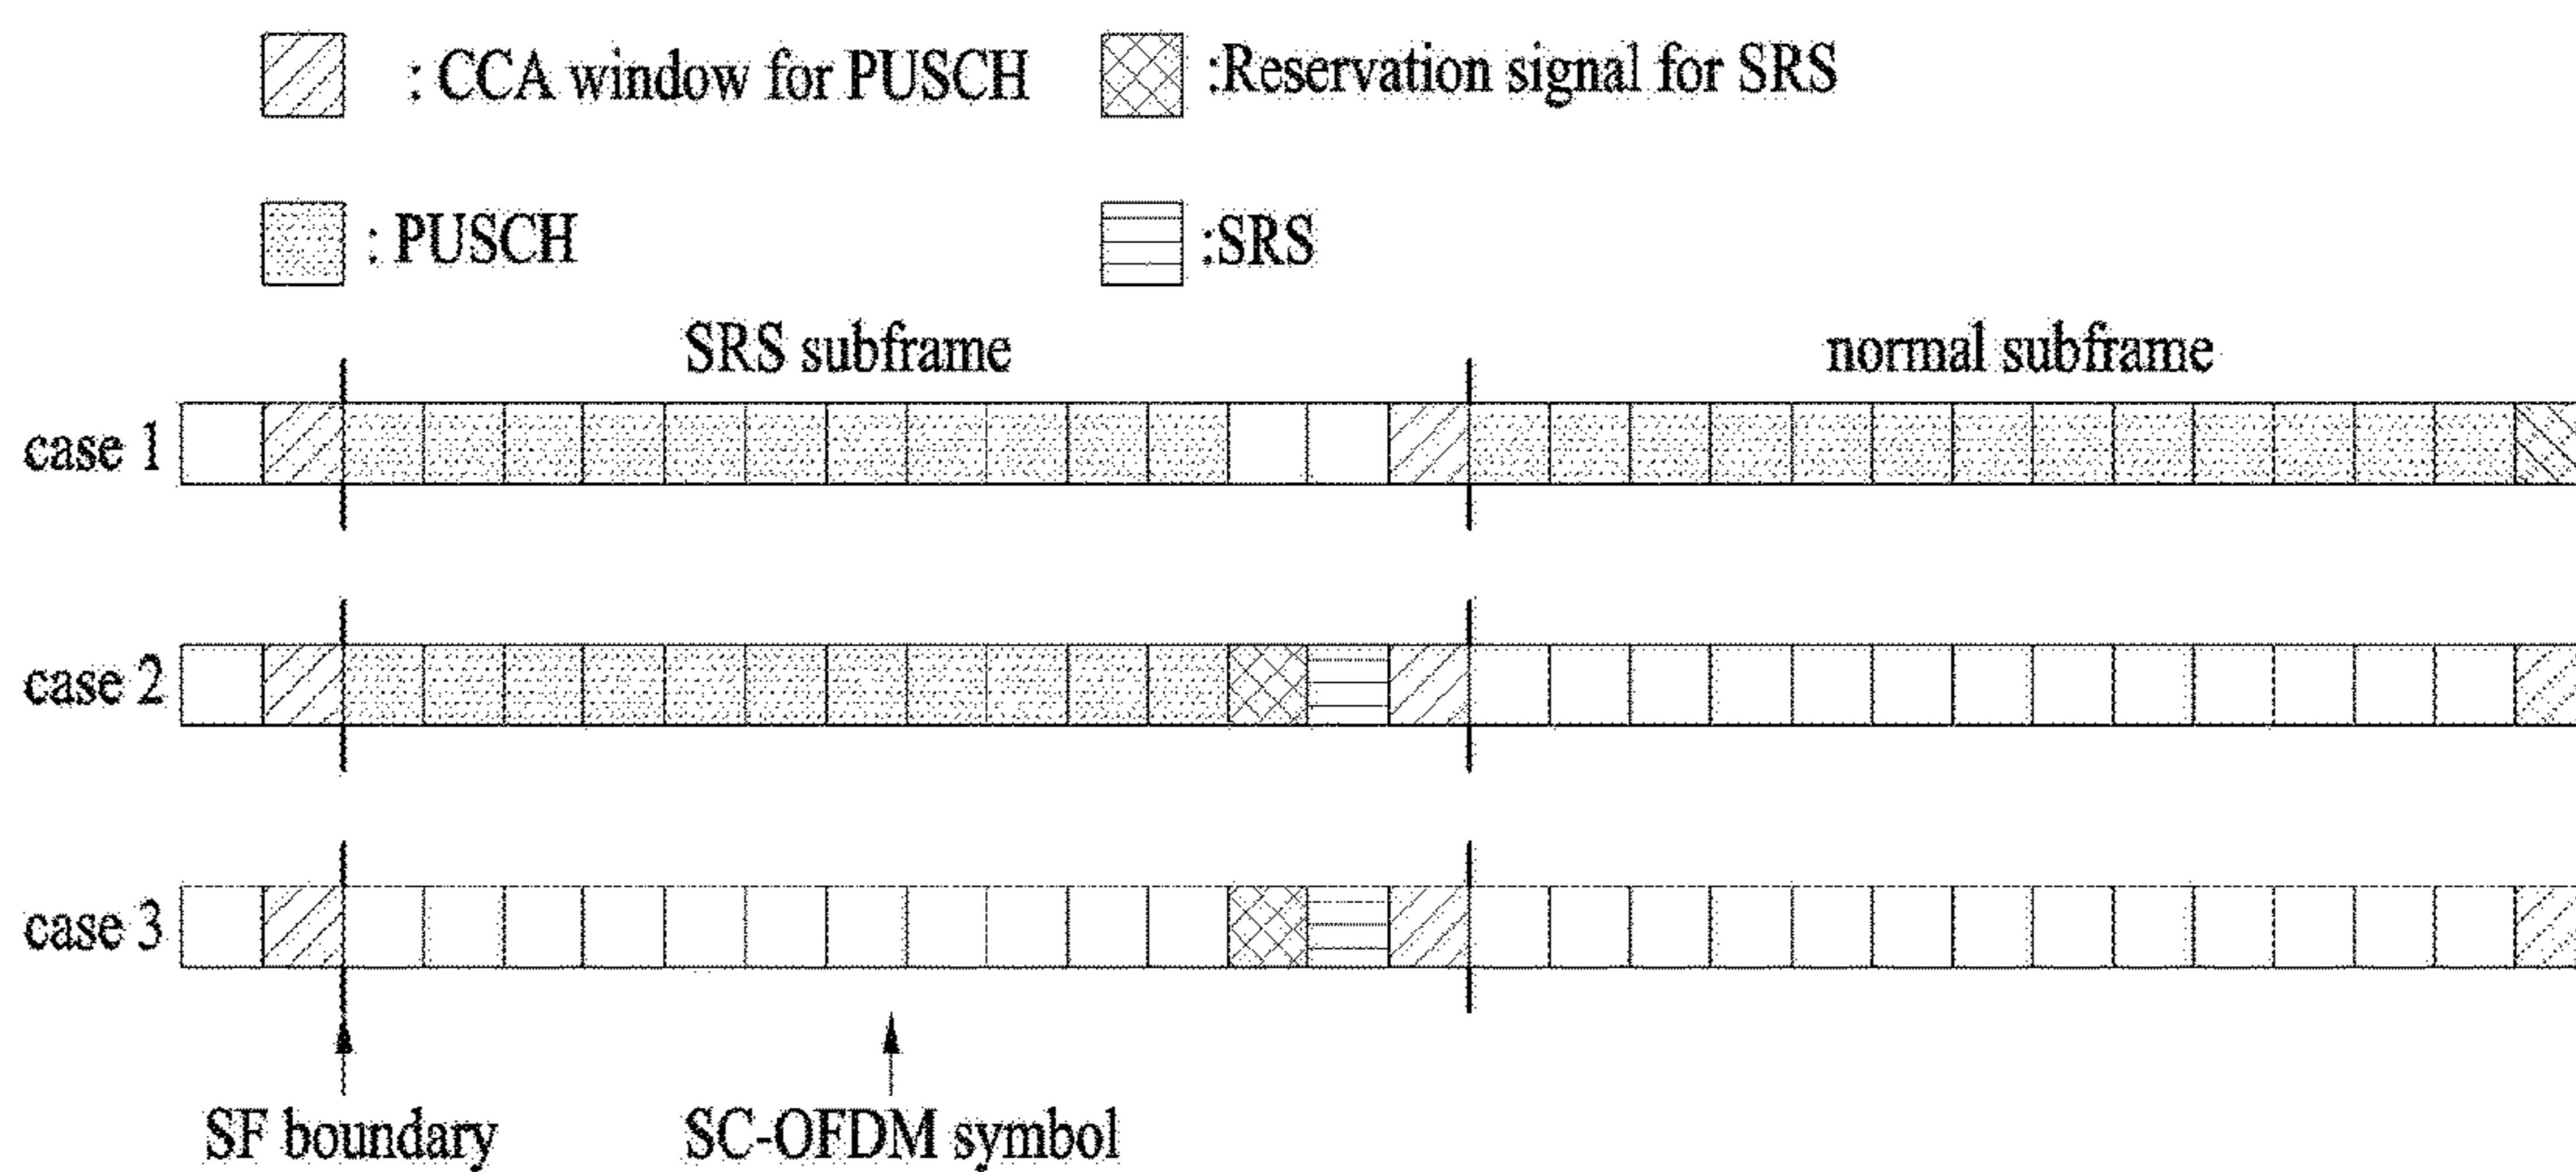 : CCA window for PUSCH
:Reservation signal for SRS
: PUSCH
:SRS
SRS subframe
normal subframe
case 1
case 2
case 3
SF boundary
SC-OFDM symbol